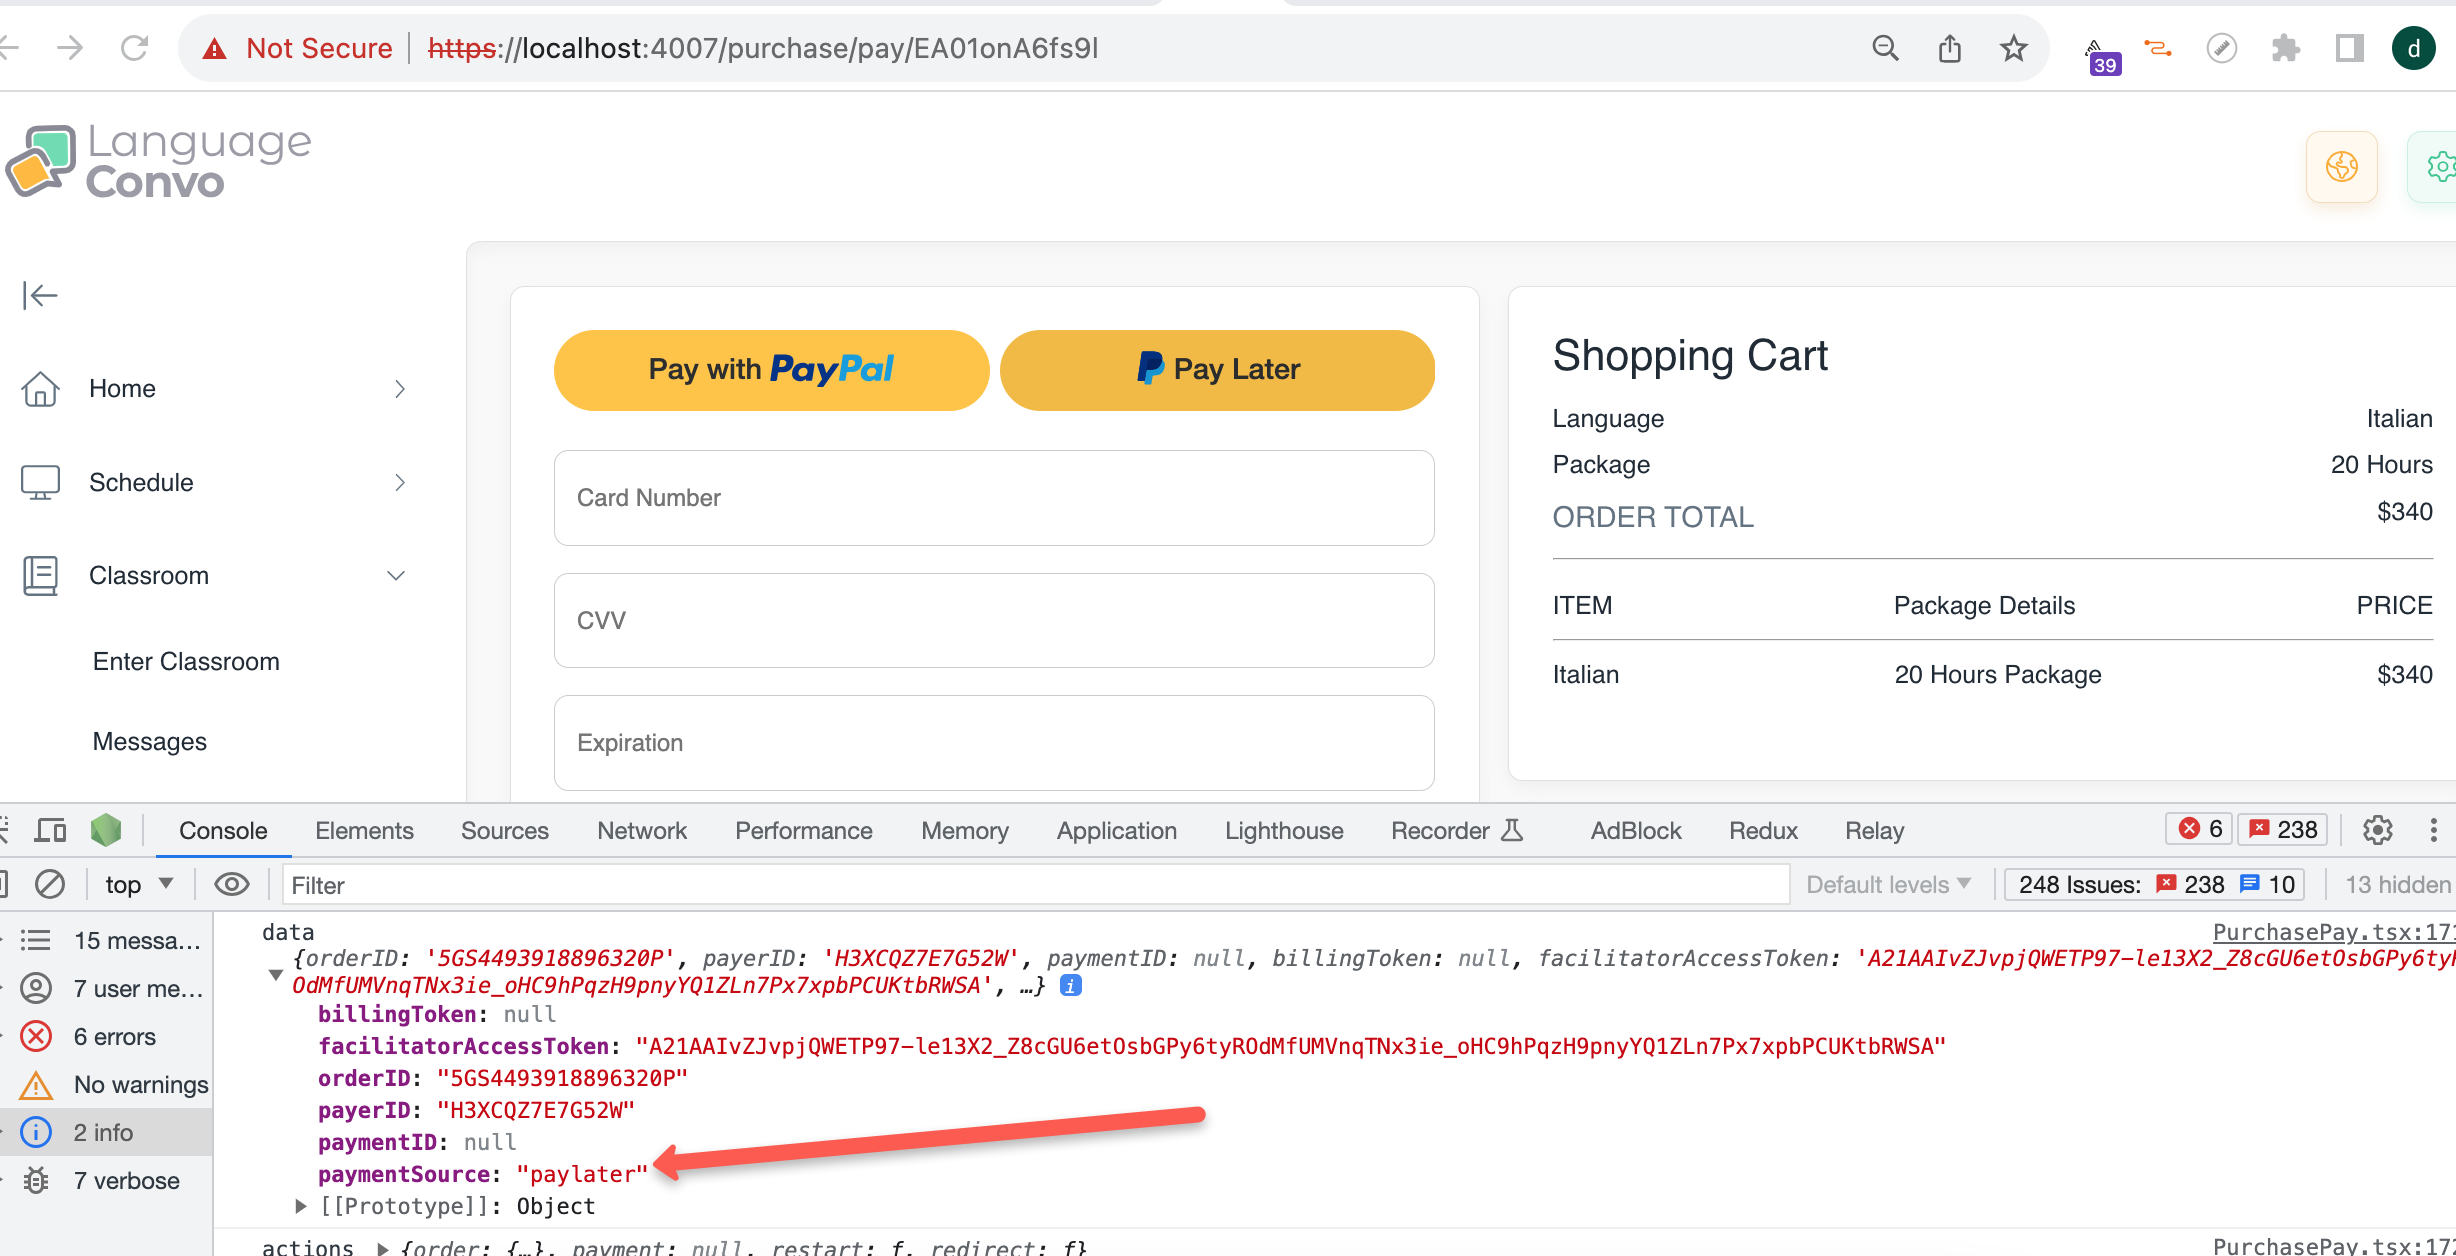 Not Secure https://localhost:4007/purchase/pay/EA01onA6fs9l
39
d
Language
Convo
Home
Schedule
Classroom
Enter Classroom
Messages
Pay with PayPal
Pay Later
Card Number
CVV
Expiration
Shopping Cart
Language Italian
Package 20 Hours
ORDER TOTAL $340
ITEM Package Details PRICE
Italian 20 Hours Package $340
Console Elements Sources Network Performance Memory Application Lighthouse Recorder AdBlock Redux Relay 6 238
top Filter Default levels 248 Issues: 238 10 13 hidden
15 messa...
7 user me...
6 errors
No warnings
2 info
7 verbose
data PurchasePay.tsx:171
{orderID: '5GS4493918896320P', payerID: 'H3XCQZ7E7G52W', paymentID: null, billingToken: null, facilitatorAccessToken: 'A21AAIvZJvpjQWETP97-le13X2_Z8cGU6etOsbGPy6tyR
OdMfUMVnqTNx3ie_oHC9hPqzH9pnyYQ1ZLn7Px7xpbPCUKtbRWSA', …}
billingToken: null
facilitatorAccessToken: "A21AAIvZJvpjQWETP97-le13X2_Z8cGU6etOsbGPy6tyROdMfUMVnqTNx3ie_oHC9hPqzH9pnyYQ1ZLn7Px7xpbPCUKtbRWSA"
orderID: "5GS4493918896320P"
payerID: "H3XCQZ7E7G52W"
paymentID: null
paymentSource: "paylater"
[[Prototype]]: Object
actions {order: {…}, payment: null, restart: f, redirect: f} PurchasePay.tsx:172